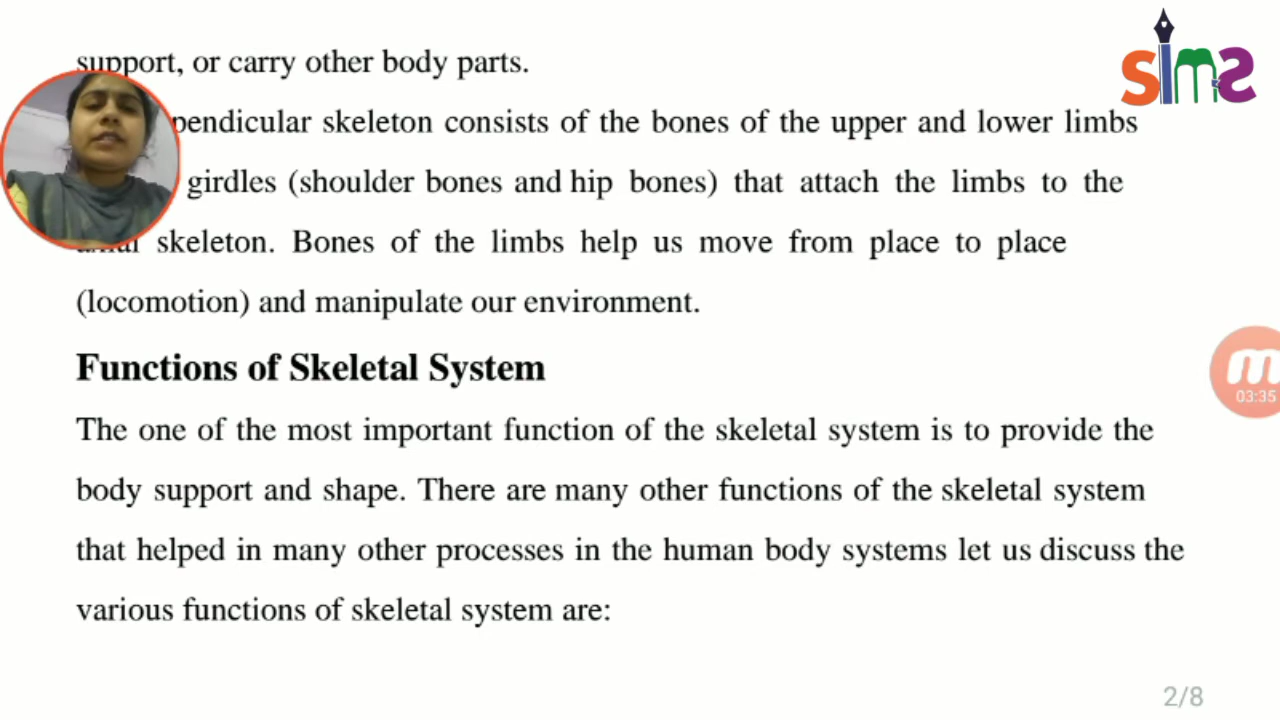 support, or carry other body parts.
pendicular skeleton consists of the bones of the upper and lower limbs
girdles (shoulder bones and hip bones) that attach the limbs to the
skeleton. Bones of the limbs help us move from place to place
(locomotion) and manipulate our environment.
Functions of Skeletal System
The one of the most important function of the skeletal system is to provide the
body support and shape. There are many other functions of the skeletal system
that helped in many other processes in the human body systems let us discuss the
various functions of skeletal system are:
sims
m
03:35
2/8